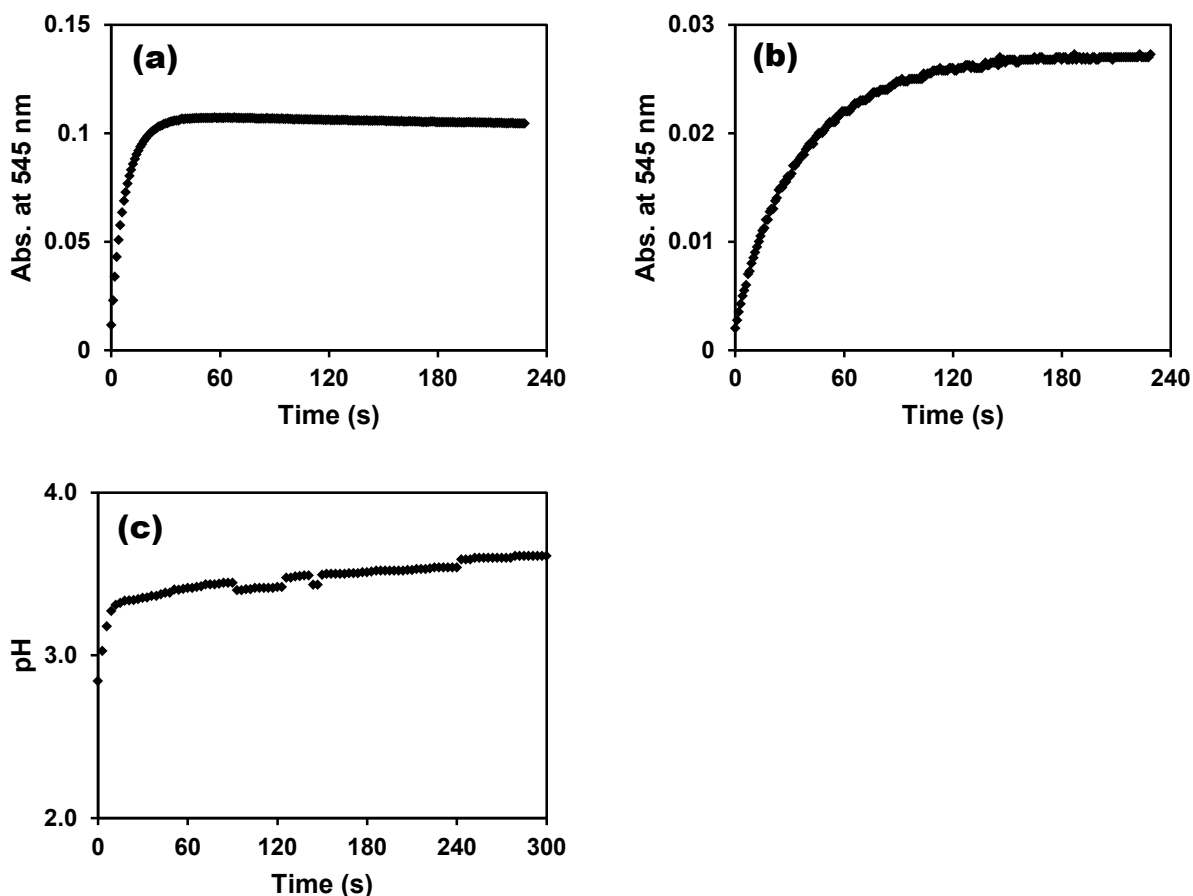 (a)
Abs. at 545 nm
0.15
0.1
0.05
0
0 60 120 180 240
Time (s)
(b)
Abs. at 545 nm
0.03
0.02
0.01
0
0 60 120 180 240
Time (s)
(c)
pH
4.0
3.0
2.0
0 60 120 180 240 300
Time (s)